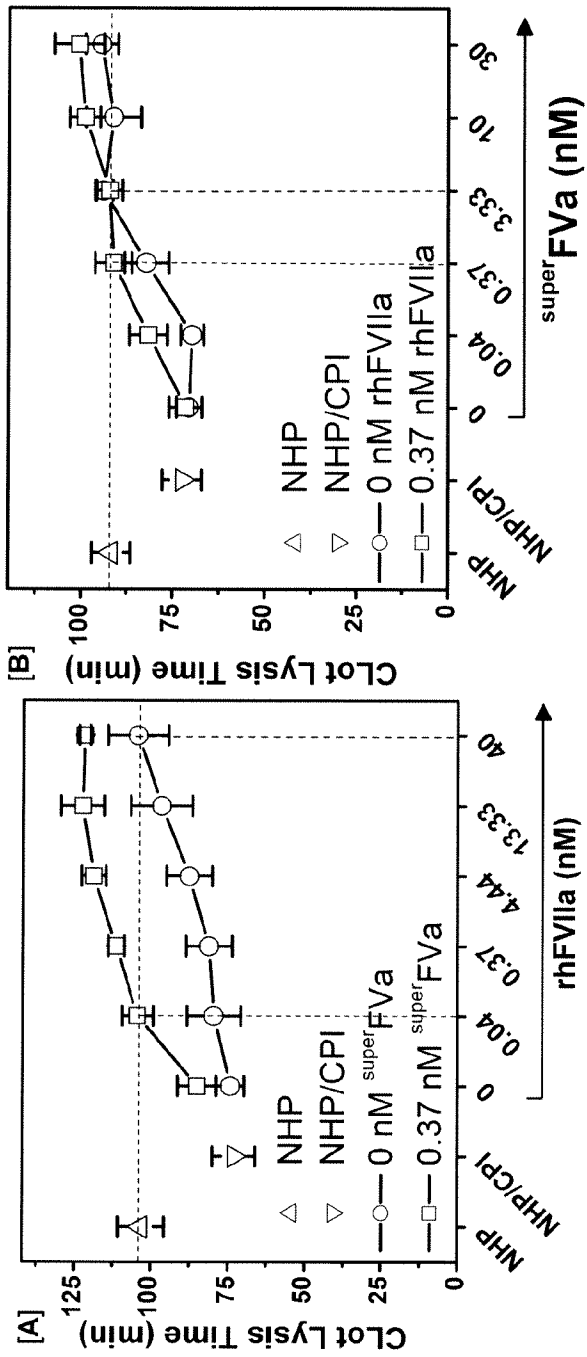 [A]
CLot Lysis Time (min)
125
100
75
50
25
0
NHP
NHP/CPI
0 nM superFVa
0.37 nM superFVa
NHP
NHP/CPI
0
0.04
0.37
4.44
13.33
40
rhFVIIa (nM)
[B]
CLot Lysis Time (min)
100
75
50
25
0
NHP
NHP/CPI
0 nM rhFVIIa
0.37 nM rhFVIIa
NHP
NHP/CPI
0
0.04
0.37
3.33
10
30
superFVa (nM)